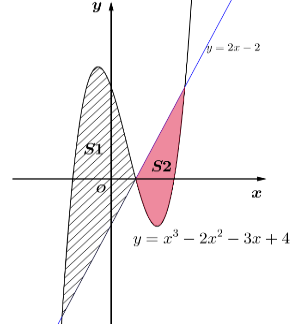 y
y = 2x − 2
S1
S2
O
x
y = x³ − 2x² − 3x + 4